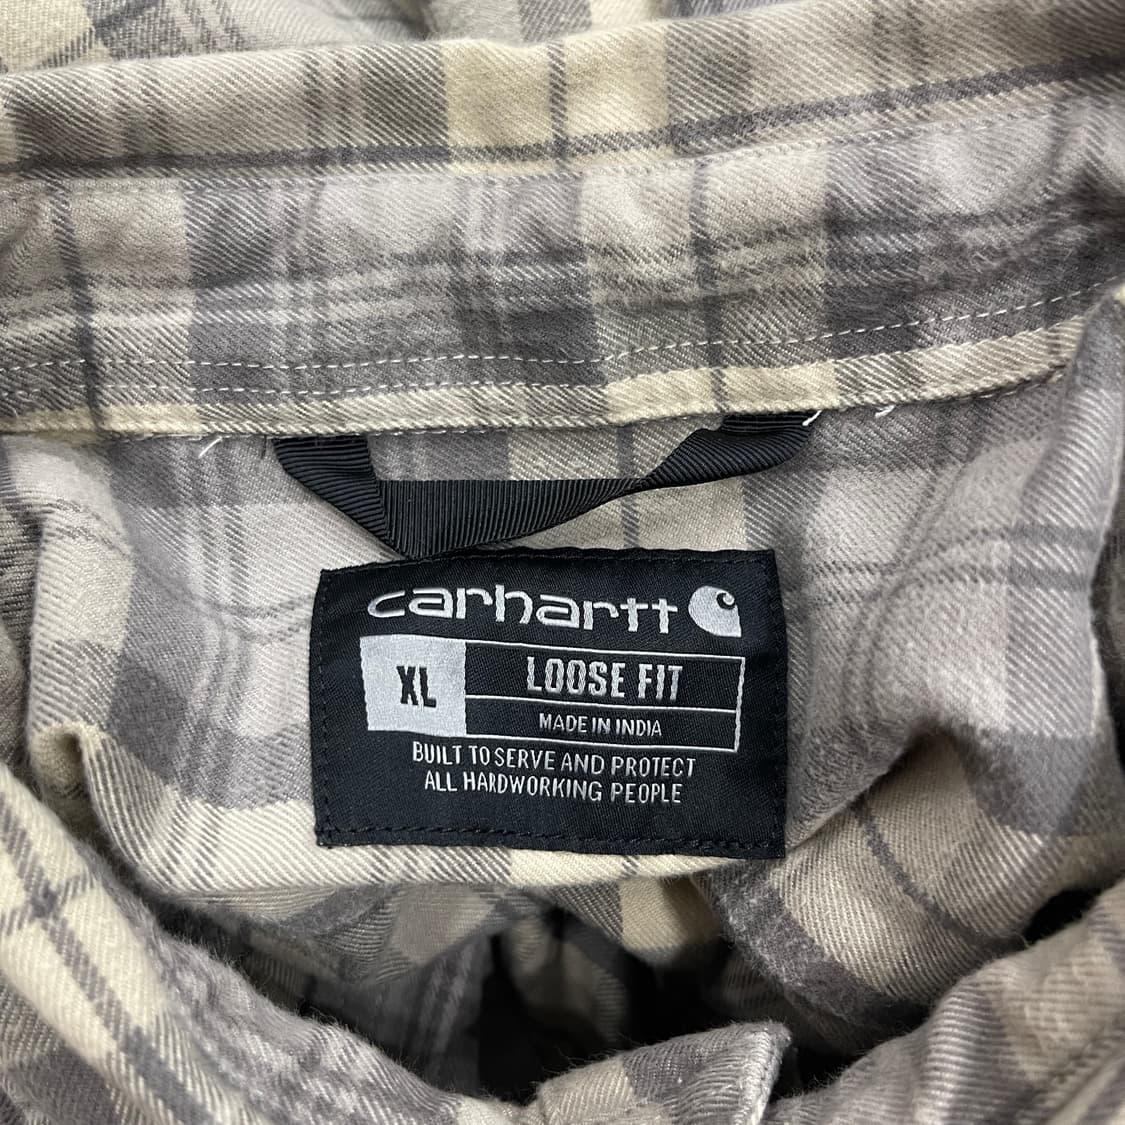 carhartt
XL
LOOSE FIT
MADE IN INDIA
BUILT TO SERVE AND PROTECT
ALL HARDWORKING PEOPLE